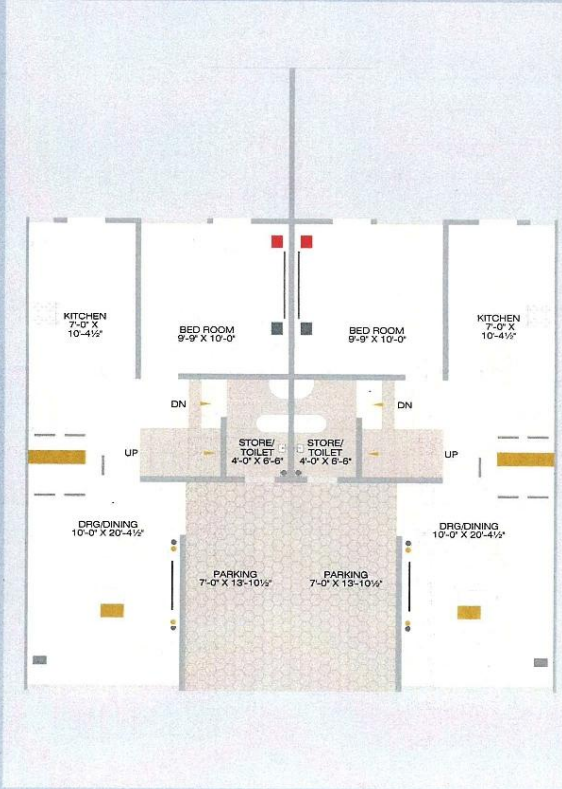 KITCHEN
7'-0" X
10'-4½"
BED ROOM
9'-9" X 10'-0"
BED ROOM
9'-9" X 10'-0"
KITCHEN
7'-0" X
10'-4½"
DN
DN
UP
STORE/
TOILET
4'-0" X 6'-6"
STORE/
TOILET
4'-0" X 6'-6"
UP
DRG/DINING
10'-0" X 20'-4½"
DRG/DINING
10'-0" X 20'-4½"
PARKING
7'-0" X 13'-10½"
PARKING
7'-0" X 13'-10½"